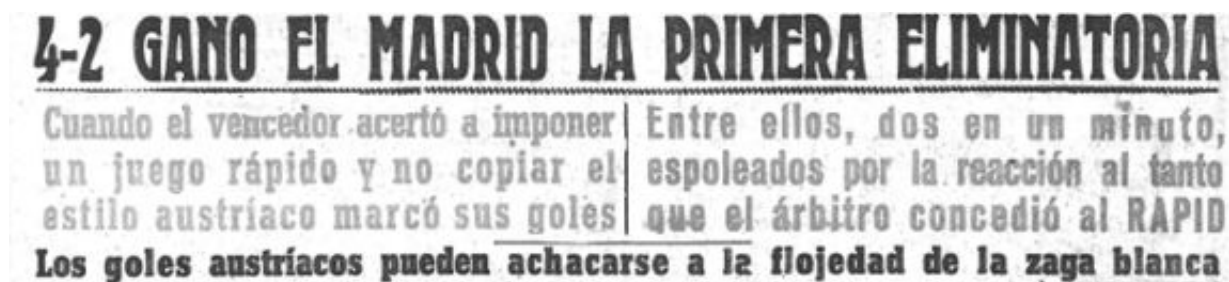 4-2 GANO EL MADRID LA PRIMERA ELIMINATORIA
Cuando el vencedor acertó a imponer
un juego rápido y no copiar el
estilo austríaco marcó sus goles
Entre ellos, dos en un minuto,
espoleados por la reacción al tanto
que el árbitro concedió al RAPID
Los goles austríacos pueden achacarse a la flojedad de la zaga blanca